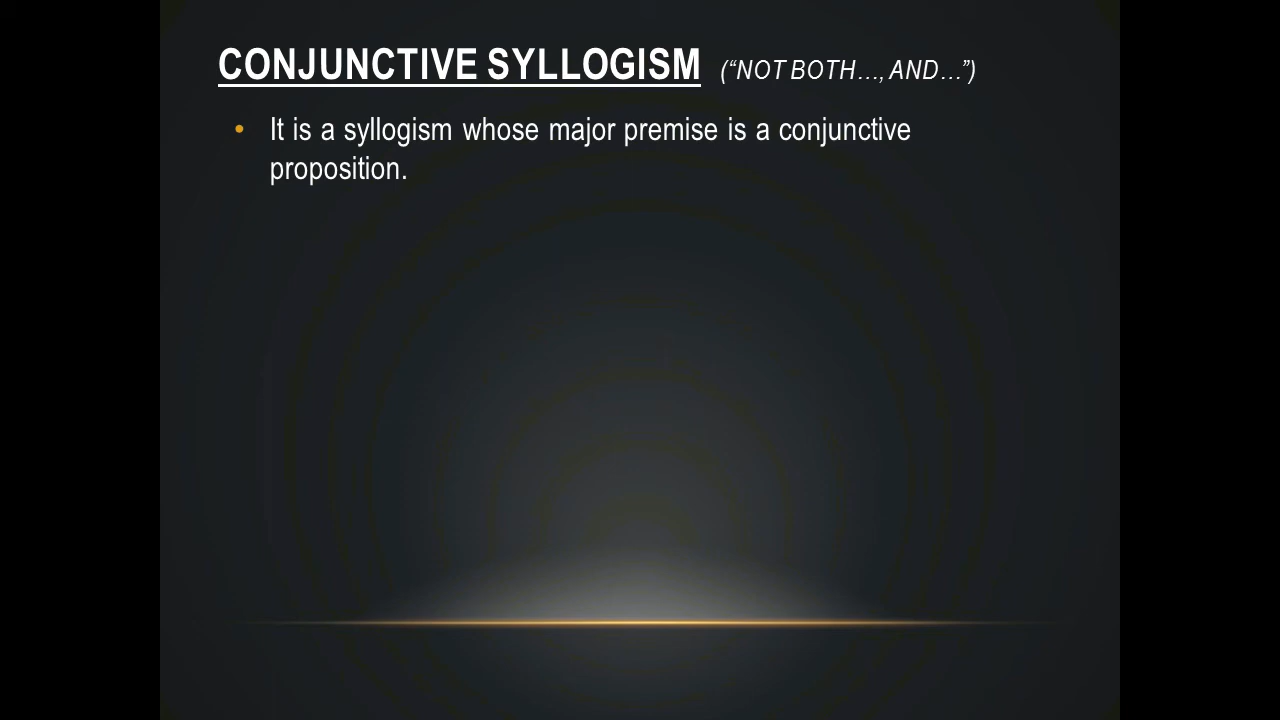 CONJUNCTIVE SYLLOGISM (“NOT BOTH…, AND…”)
• It is a syllogism whose major premise is a conjunctive
proposition.